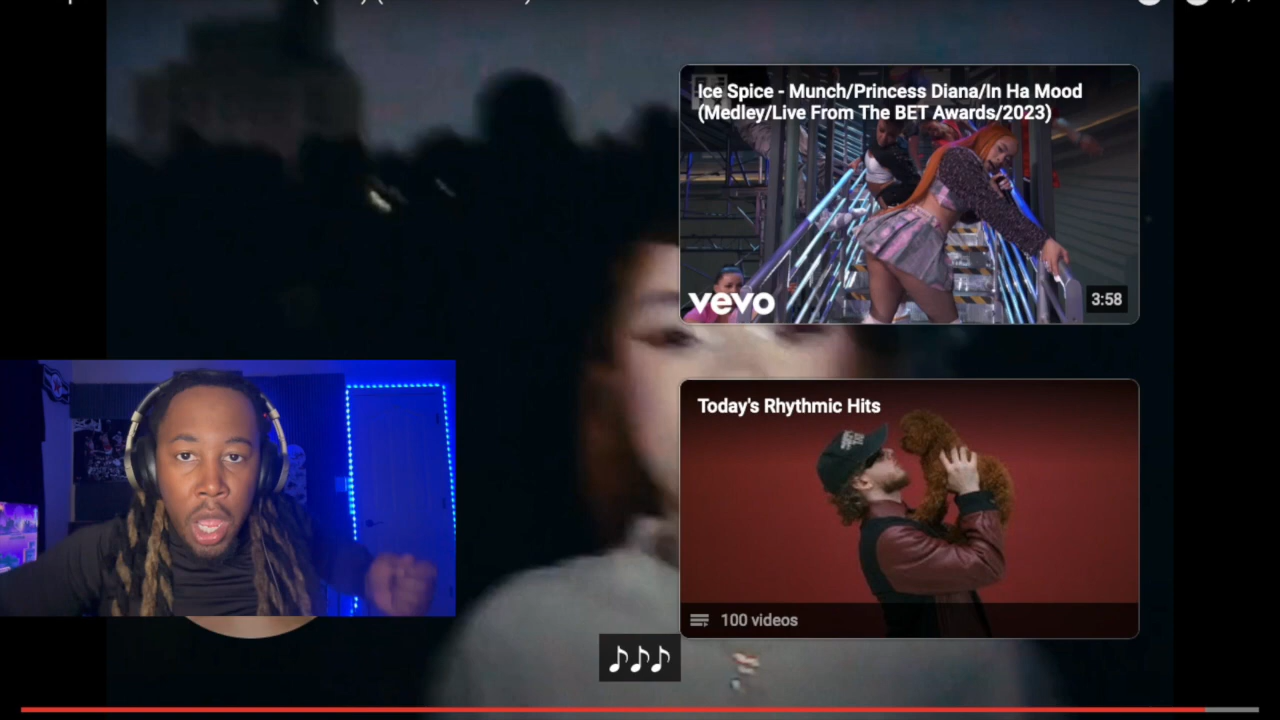 Ice Spice - Munch/Princess Diana/In Ha Mood
(Medley/Live From The BET Awards/2023)
vevo
3:58
Today's Rhythmic Hits
100 videos
♪♪♪